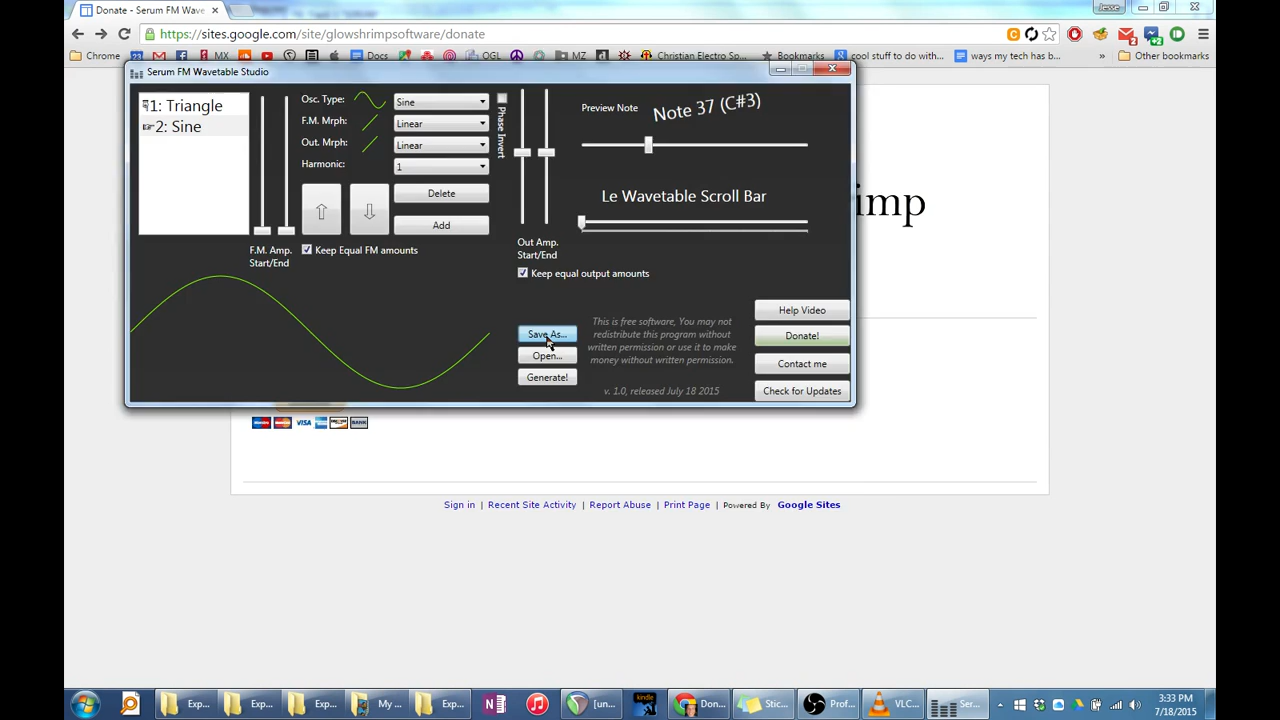 Donate - Serum FM Wave
Jesse
https://sites.google.com/site/glowshrimpsoftware/donate
Chrome
MX
Docs
OGL
MZ
Christian Electro Sp...
Bookmarks
stuff to do with...
ways my tech has b...
»
Other bookmarks
Serum FM Wavetable Studio
1: Triangle
2: Sine
Osc. Type:
Sine
F.M. Mrph:
Linear
Out. Mrph:
Linear
Harmonic:
1
Delete
Add
Phase Invert
Preview Note
Note 37 (C#3)
Le Wavetable Scroll Bar
imp
F.M. Amp.
Start/End
Keep Equal FM amounts
Out Amp.
Start/End
Keep equal output amounts
Save As...
Open...
Generate!
This is free software, You may not
redistribute this program without
written permission or use it to make
money without written permission.
v. 1.0, released July 18 2015
Help Video
Donate!
Contact me
Check for Updates
VISA
BANK
Sign in | Recent Site Activity | Report Abuse | Print Page | Powered By Google Sites
Exp...
Exp...
Exp...
My ...
Exp...
[un...
kindle
Don...
Stic...
Prof...
VLC...
Ser...
3:33 PM
7/18/2015